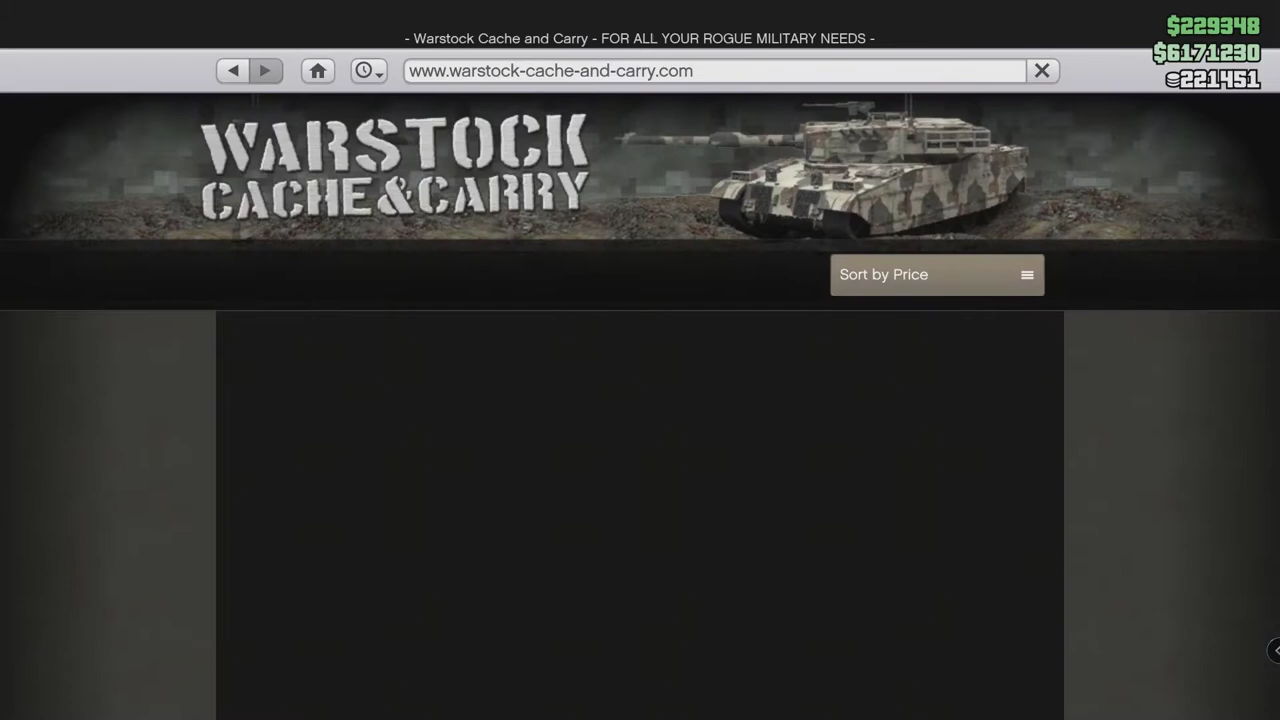 - Warstock Cache and Carry - FOR ALL YOUR ROGUE MILITARY NEEDS -
$229348
$6171230
221451
www.warstock-cache-and-carry.com
WARSTOCK
CACHE&CARRY
Sort by Price